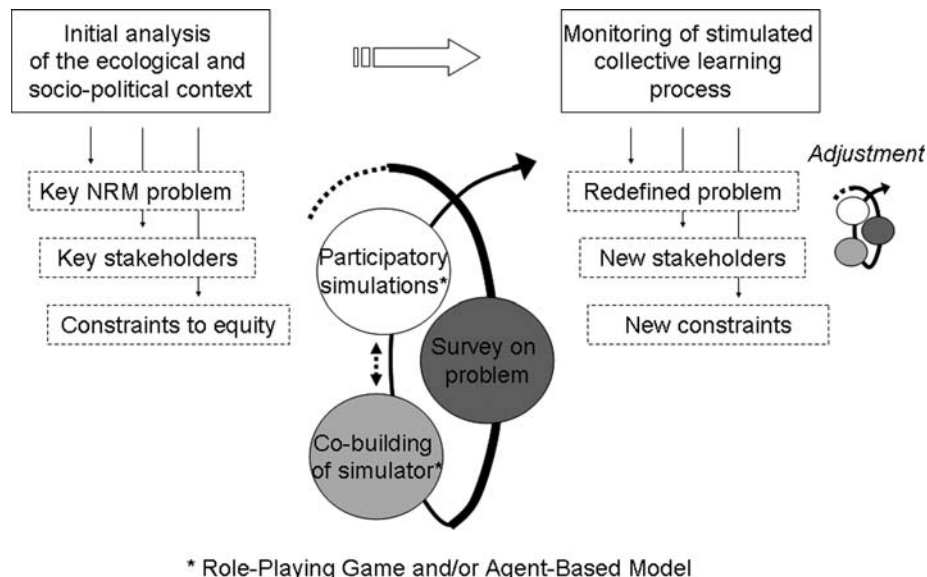 Initial analysis
of the ecological and
socio-political context
Monitoring of stimulated
collective learning
process
Key NRM problem
Key stakeholders
Constraints to equity
Participatory
simulations*
Survey on
problem
Co-building
of simulator*
Redefined problem
New stakeholders
New constraints
Adjustment
* Role-Playing Game and/or Agent-Based Model